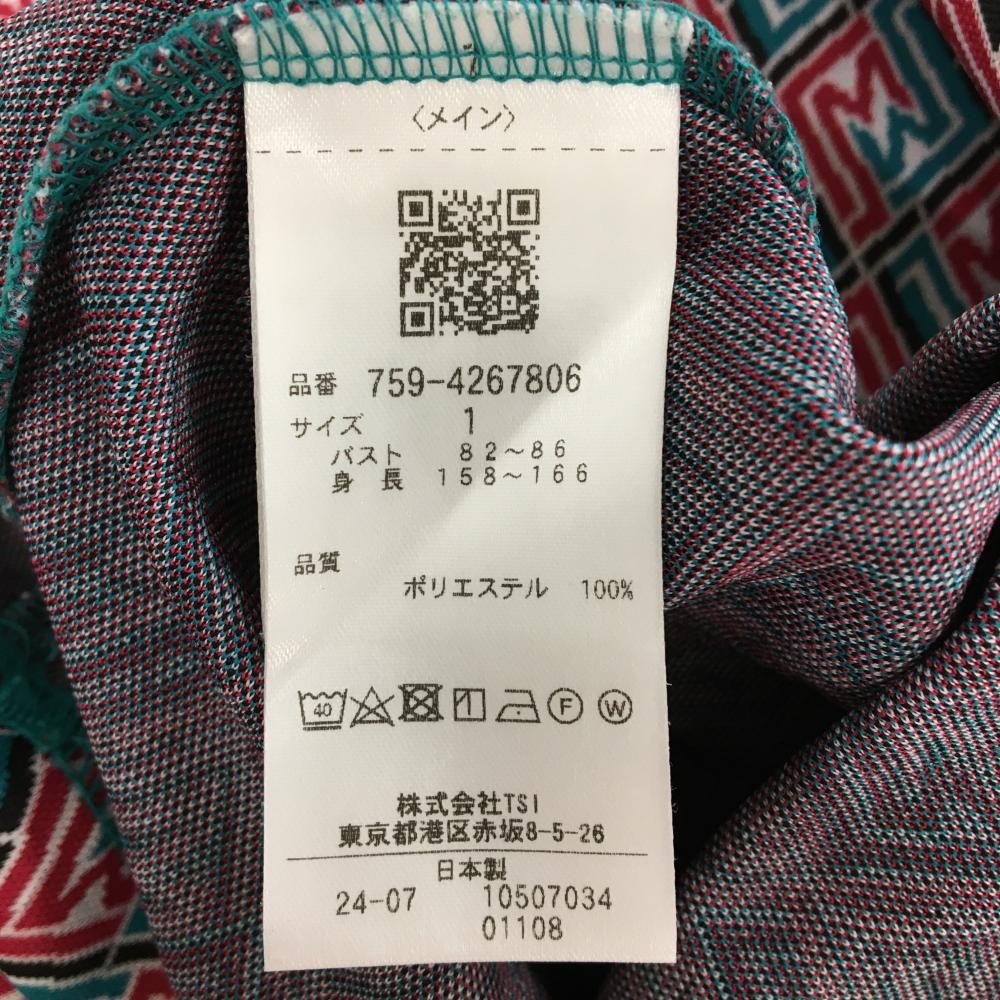 〈メイン〉
品番 759-4267806
サイズ 1
バスト 82～86
身 長 158～166
品質
ポリエステル 100%
40 F W
株式会社TSI
東京都港区赤坂8-5-26
日本製
24-07 10507034
01108